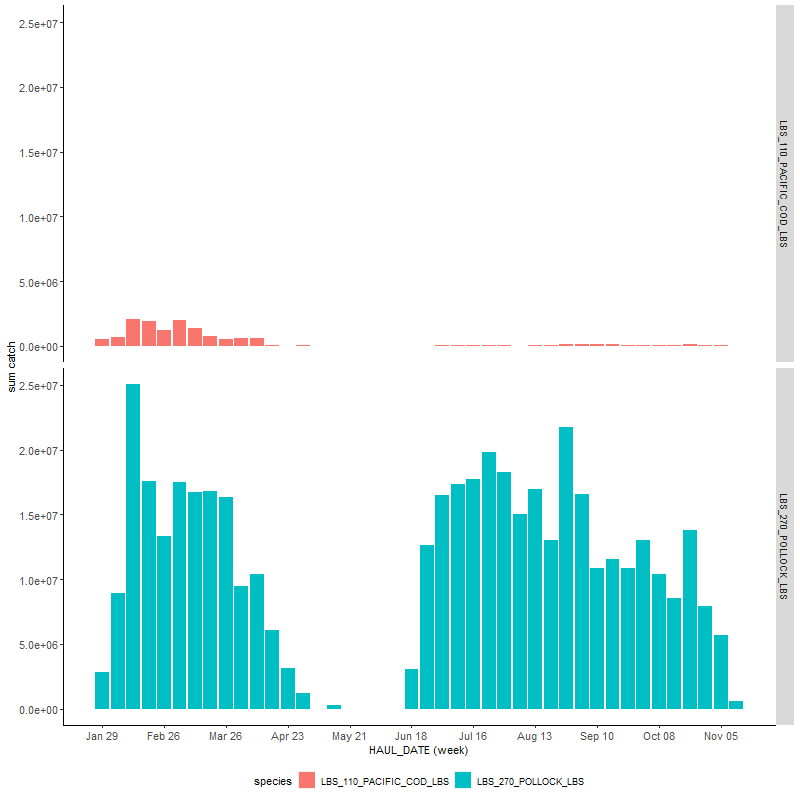 2.5e+07
2.0e+07
1.5e+07
1.0e+07
5.0e+06
0.0e+00
LBS_110_PACIFIC_COD_LBS
sum catch
2.5e+07
2.0e+07
1.5e+07
1.0e+07
5.0e+06
0.0e+00
LBS_270_POLLOCK_LBS
Jan 29 Feb 26 Mar 26 Apr 23 May 21 Jun 18 Jul 16 Aug 13 Sep 10 Oct 08 Nov 05
HAUL_DATE (week)
species LBS_110_PACIFIC_COD_LBS LBS_270_POLLOCK_LBS